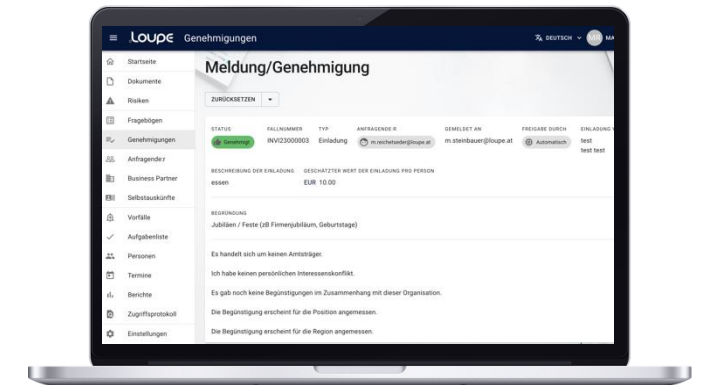 .LOUPE Genehmigungen DEUTSCH MR MA
Startseite
Dokumente
Risiken
Fragebögen
Genehmigungen
Anfragende:r
Business Partner
Selbstauskünfte
Vorfälle
Aufgabenliste
Personen
Termine
Berichte
Zugriffsprotokoll
Einstellungen
Meldung/Genehmigung
ZURÜCKSETZEN
STATUS FALLNUMMER TYP ANFRAGENDE:R GEMELDET AN FREIGABE DURCH EINLADUNG
Genehmigt INVI23000003 Einladung m.reichetseder@loupe.at m.steinbauer@loupe.at Automatisch test
test test
BESCHREIBUNG DER EINLADUNG GESCHÄTZTER WERT DER EINLADUNG PRO PERSON
essen EUR 10.00
BEGRÜNDUNG
Jubiläen / Feste (zB Firmenjubiläum, Geburtstage)
Es handelt sich um keinen Amtsträger.
Ich habe keinen persönlichen Interessenskonflikt.
Es gab noch keine Begünstigungen im Zusammenhang mit dieser Organisation.
Die Begünstigung erscheint für die Position angemessen.
Die Begünstigung erscheint für die Region angemessen.